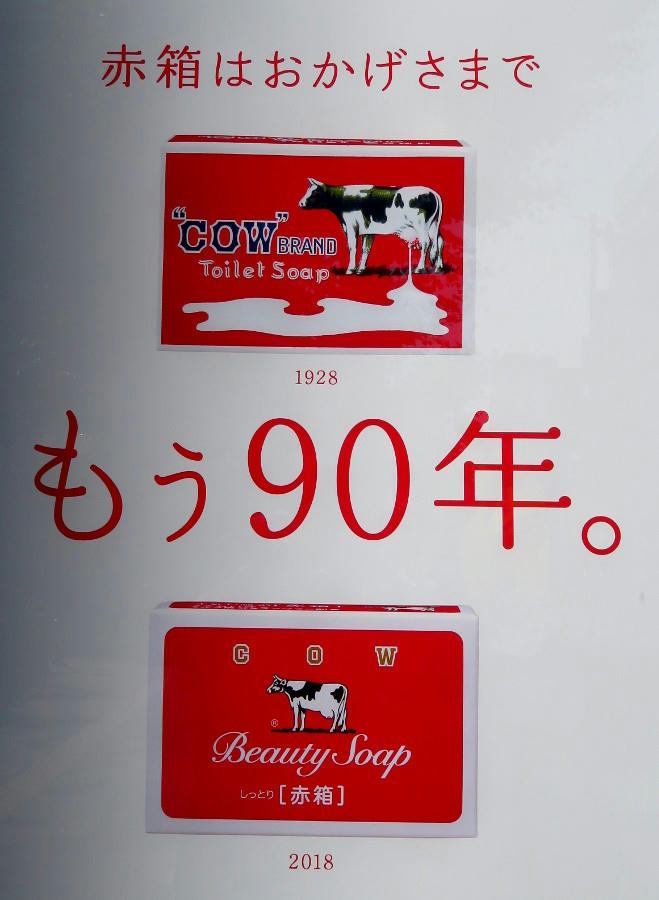 赤箱はおかげさまで
"COW" BRAND
Toilet Soap
1928
もう90年。
C O W
®
Beauty Soap
しっとり [赤箱]
2018